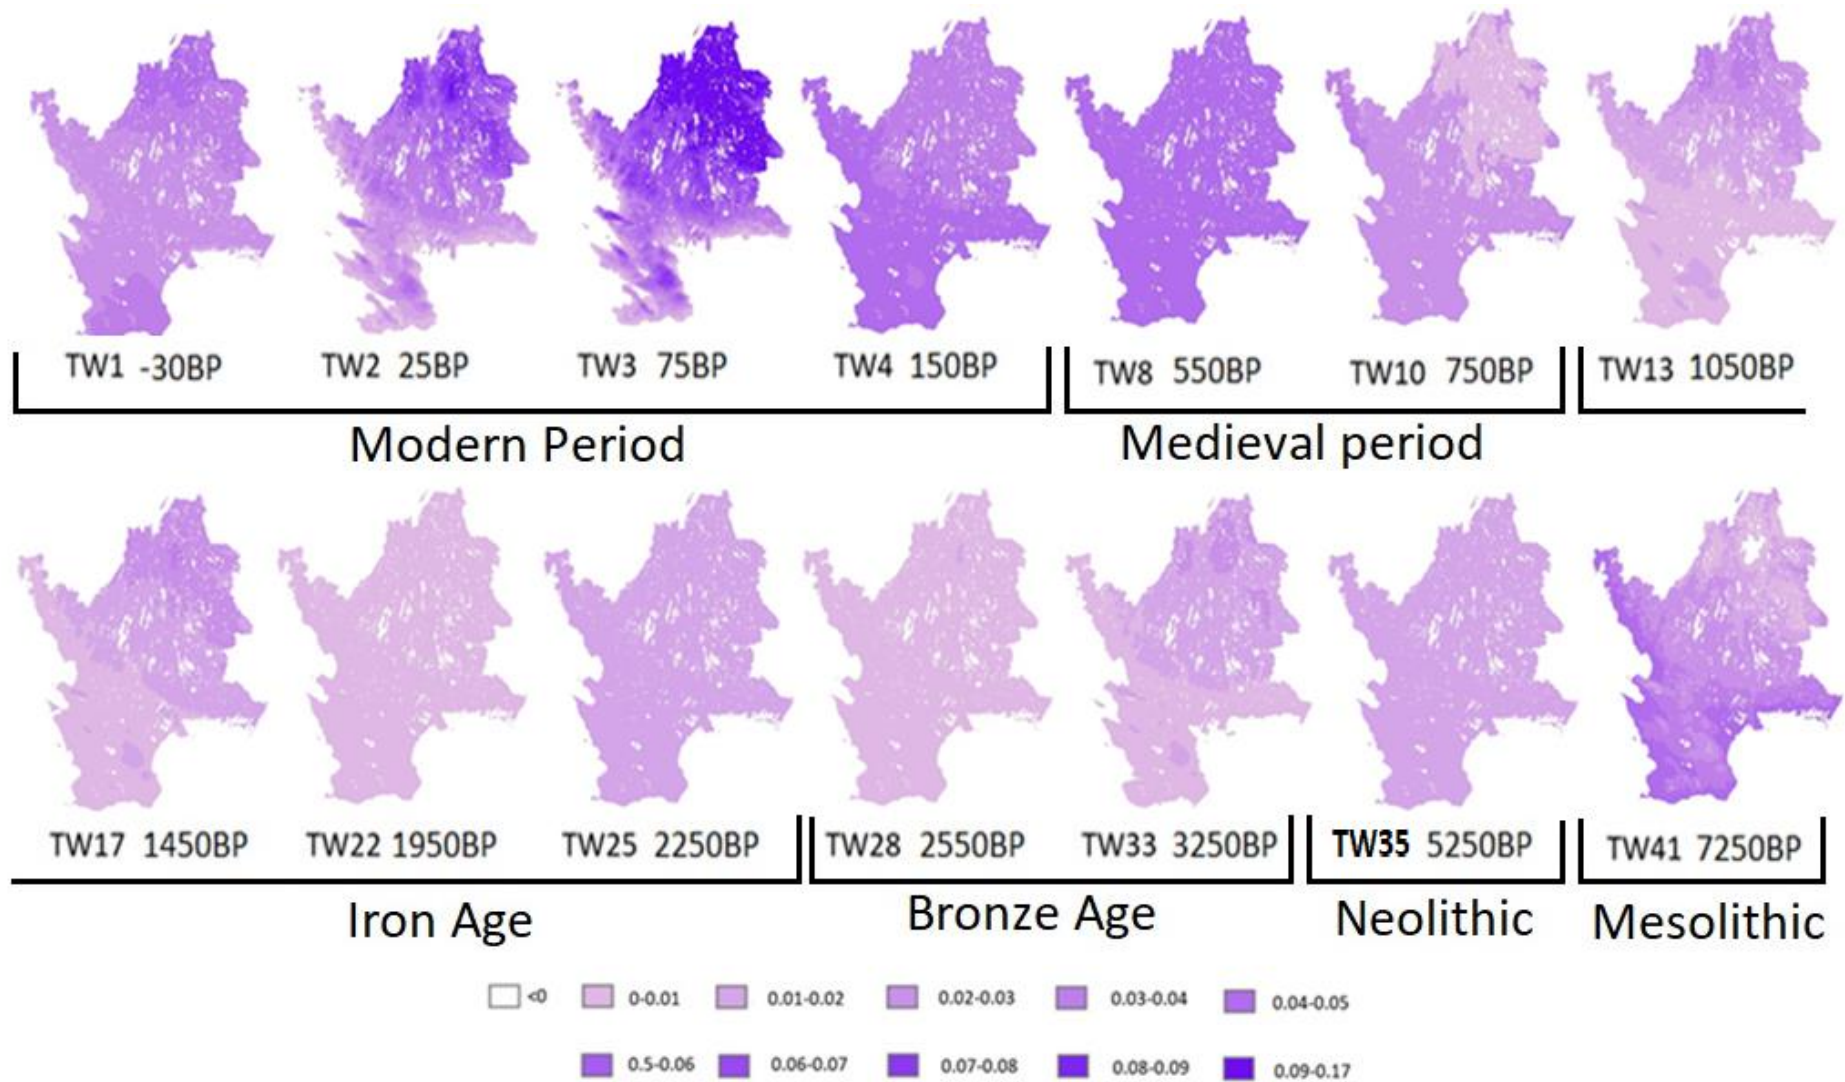 TW1 -30BP TW2 25BP TW3 75BP TW4 150BP TW8 550BP TW10 750BP TW13 1050BP
Modern Period Medieval period
TW17 1450BP TW22 1950BP TW25 2250BP TW28 2550BP TW33 3250BP TW35 5250BP TW41 7250BP
Iron Age Bronze Age Neolithic Mesolithic
<0 0-0.01 0.01-0.02 0.02-0.03 0.03-0.04 0.04-0.05
0.5-0.06 0.06-0.07 0.07-0.08 0.08-0.09 0.09-0.17